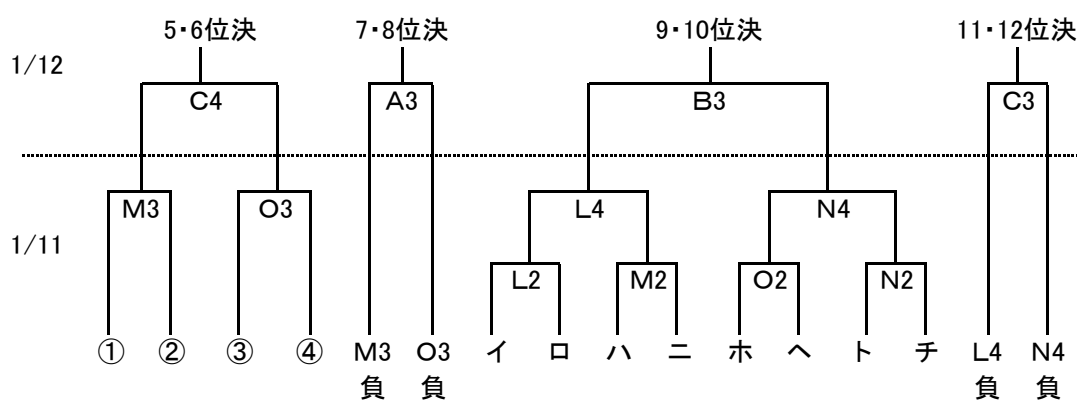 5・6位決 7・8位決 9・10位決 11・12位決
1/12
C4 A3 B3 C3
M3 O3 L4 N4
1/11
L2 M2 O2 N2
① ② ③ ④ M3 O3 イ ロ ハ ニ ホ ヘ ト チ L4 N4
負 負 負 負